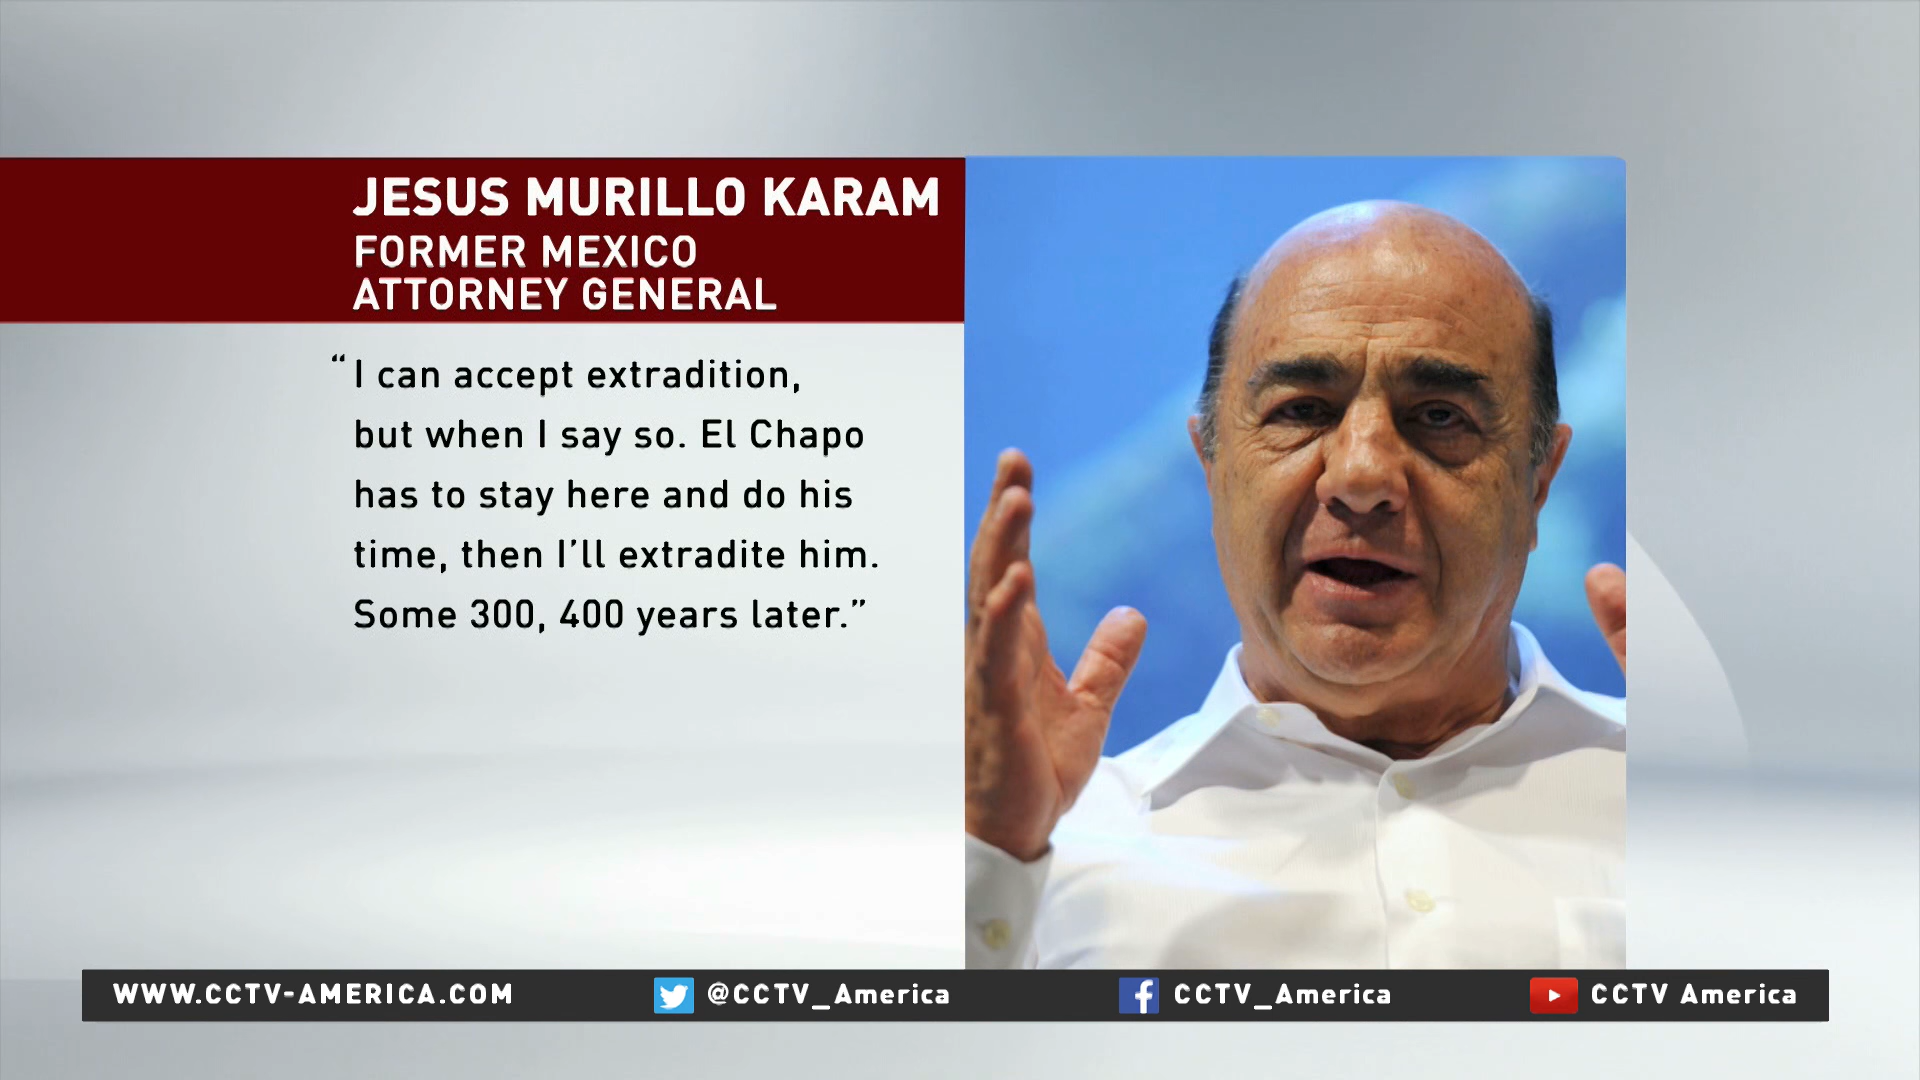 JESUS MURILLO KARAM
FORMER MEXICO
ATTORNEY GENERAL
“I can accept extradition,
but when I say so. El Chapo
has to stay here and do his
time, then I’ll extradite him.
Some 300, 400 years later.”
WWW.CCTV-AMERICA.COM @CCTV_America CCTV_America CCTV America